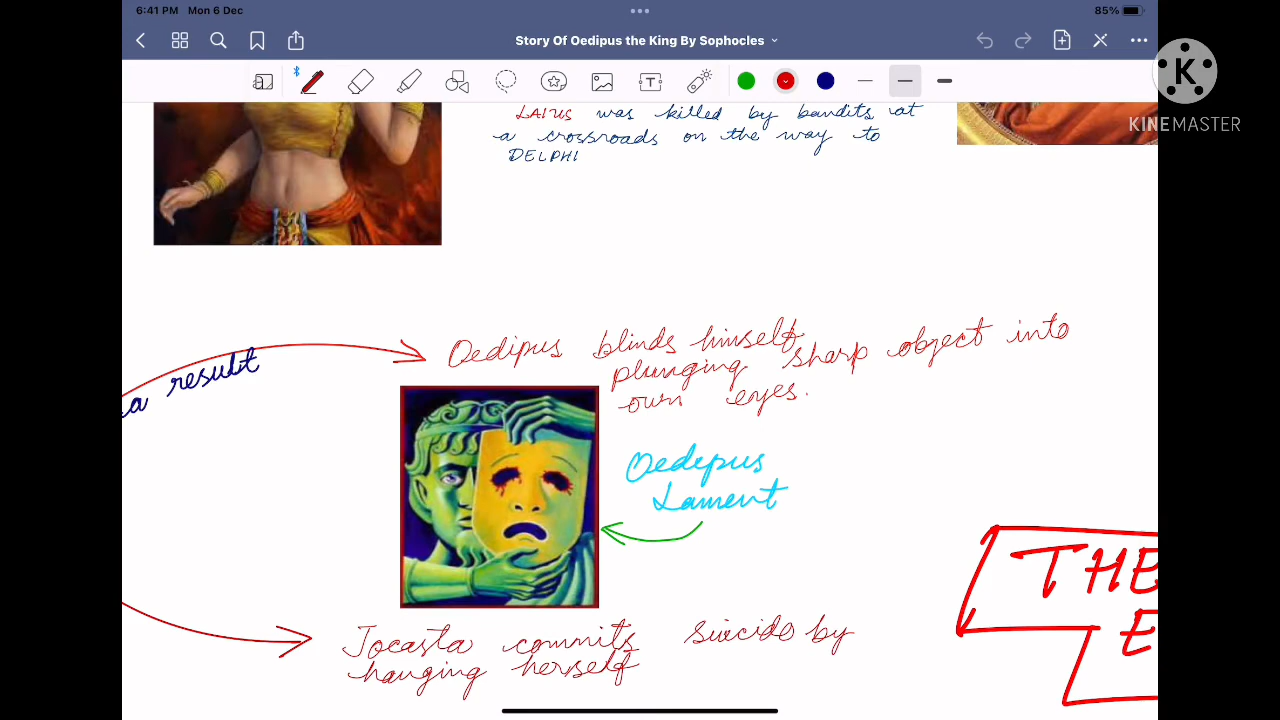 6:41 PM Mon 6 Dec
85%
Story Of Oedipus the King By Sophocles
T
K
KINEMASTER
LAIUS was killed by bandits at
a crossroads on the way to
DELPHI
a result
Oedipus blinds himself
plunging sharp object into
own eyes.
Oedepus
Lament
THE
E
Jocasta commits suicide by
hanging herself